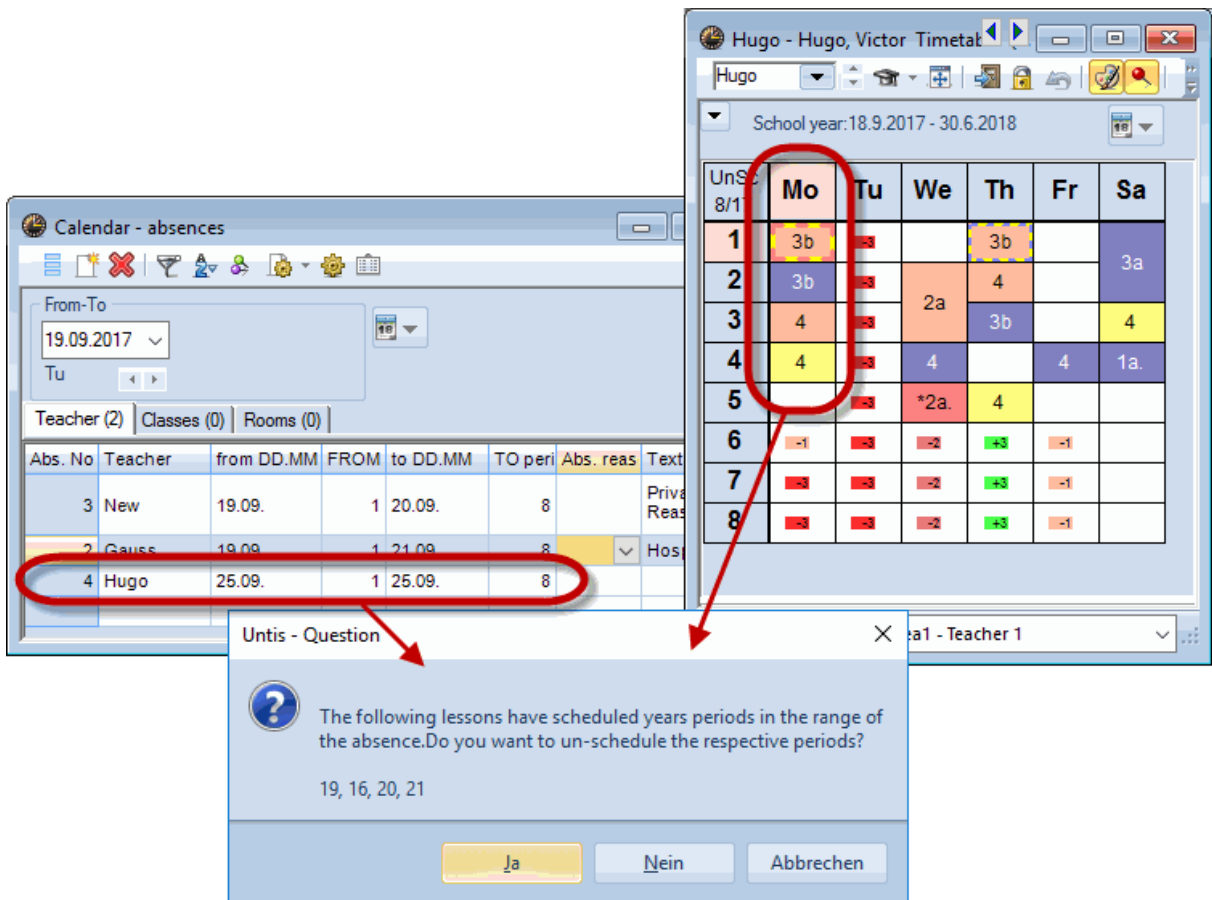 Hugo - Hugo, Victor Timetab
Hugo
School year:18.9.2017 - 30.6.2018
UnSc Mo Tu We Th Fr Sa
8/17
1 3b -3 3b 3a
2 3b -3 2a 4
3 4 -3 3b 4
4 4 -3 4 4 1a.
5 -3 *2a. 4
6 -1 -3 -2 +3 -1
7 -3 -3 -2 +3 -1
8 -3 -3 -2 +3 -1
- Teacher 1
Calendar - absences
From-To
19.09.2017
Tu
Teacher (2) Classes (0) Rooms (0)
Abs. No Teacher from DD.MM FROM to DD.MM TO peri Abs. reas Text
3 New 19.09. 1 20.09. 8 Priva
Reas
2 Gauss 19.09. 1 21.09. 8 Hosp
4 Hugo 25.09. 1 25.09. 8
Untis - Question
The following lessons have scheduled years periods in the range of
the absence.Do you want to un-schedule the respective periods?
19, 16, 20, 21
Ja Nein Abbrechen